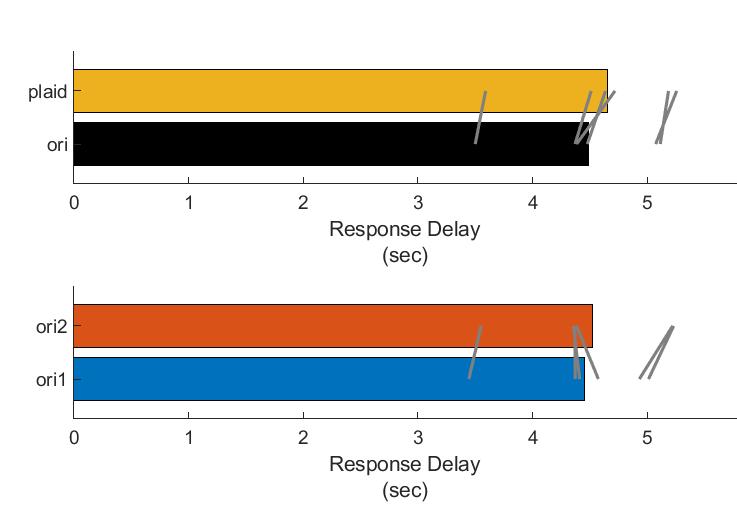 plaid
ori
0 1 2 3 4 5
Response Delay
(sec)
ori2
ori1
0 1 2 3 4 5
Response Delay
(sec)